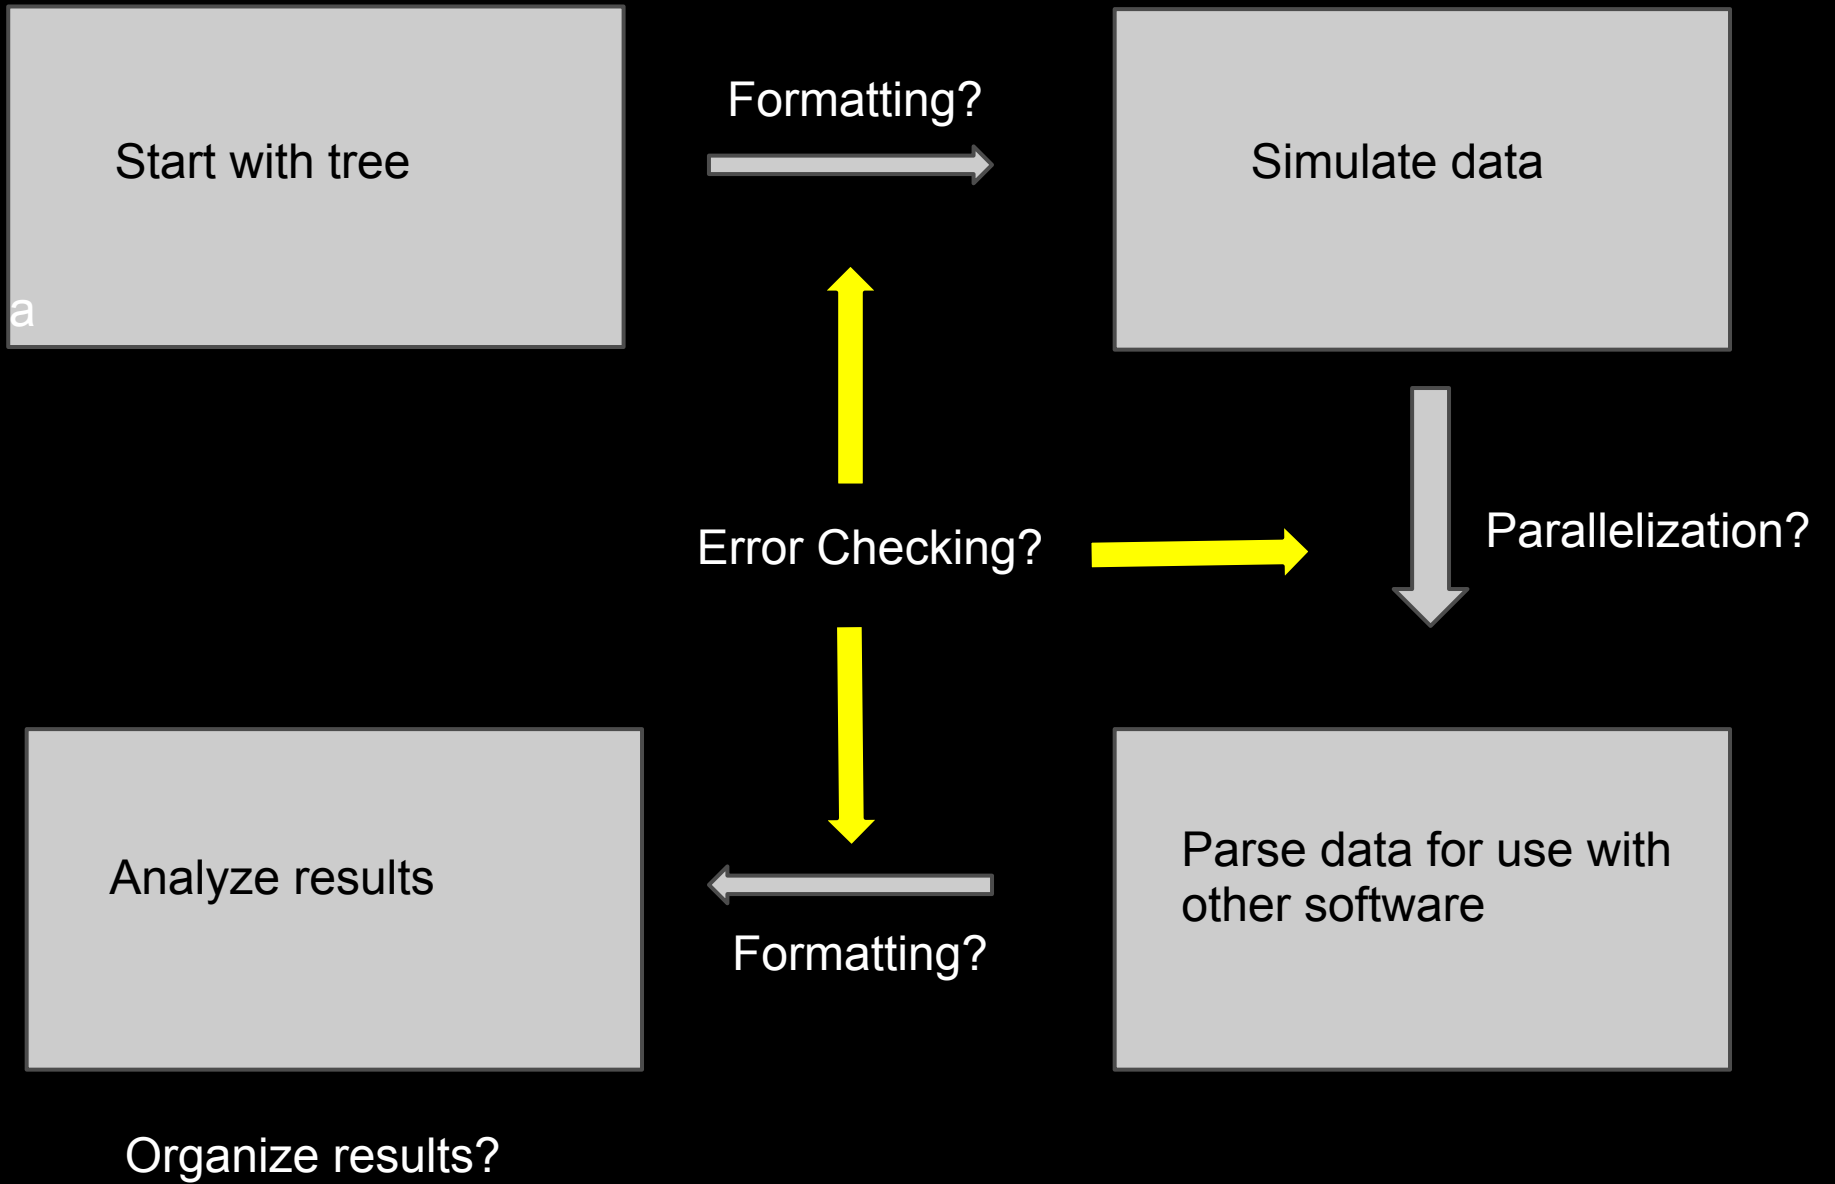 Formatting?
Start with tree
Simulate data
a
Error Checking?
Parallelization?
Analyze results
Parse data for use with
other software
Formatting?
Organize results?